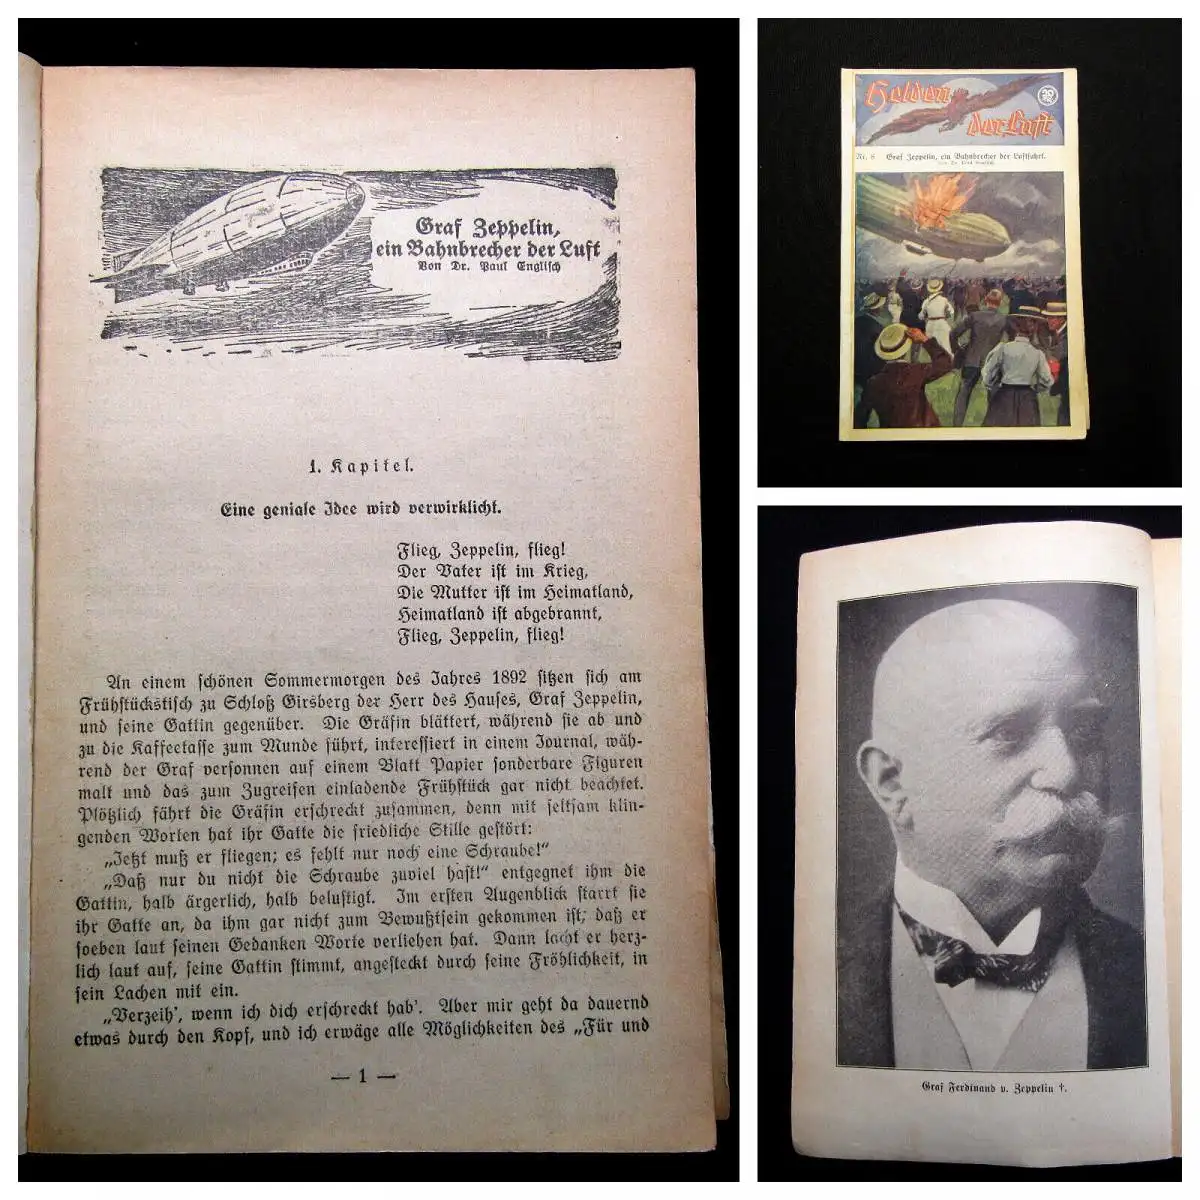 Graf Zeppelin,
ein Bahnbrecher der Luft
Von Dr. Paul Englisch
1. Kapitel.
Eine geniale Idee wird verwirklicht.
Flieg, Zeppelin, flieg!
Der Vater ist im Krieg,
Die Mutter ist im Heimatland,
Heimatland ist abgebrannt,
Flieg, Zeppelin, flieg!
An einem schönen Sommermorgen des Jahres 1892 sitzen sich am
Frühstückstisch zu Schloß Girsberg der Herr des Hauses, Graf Zeppelin,
und seine Gattin gegenüber. Die Gräfin blättert, während sie ab und
zu die Kaffeetasse zum Munde führt, interessiert in einem Journal, wäh-
rend der Graf versonnen auf einem Blatt Papier sonderbare Figuren
malt und das zum Zugreifen einladende Frühstück gar nicht beachtet.
Plötzlich fährt die Gräfin erschreckt zusammen, denn mit seltsam klin-
genden Worten hat ihr Gatte die friedliche Stille gestört:
„Jetzt muß er fliegen; es fehlt nur noch eine Schraube!“
„Daß nur du nicht die Schraube zuviel hast!“ entgegnet ihm die
Gattin, halb ärgerlich, halb belustigt. Im ersten Augenblick starrt sie
ihr Gatte an, da ihm gar nicht zum Bewußtsein gekommen ist, daß er
soeben laut seinen Gedanken Worte verliehen hat. Dann lacht er herz-
lich laut auf, seine Gattin stimmt, angesteckt durch seine Fröhlichkeit, in
sein Lachen mit ein.
„Verzeih', wenn ich dich erschreckt hab'. Aber mir geht da dauernd
etwas durch den Kopf, und ich erwäge alle Möglichkeiten des „Für und
— 1 —
Helden
der Luft
20
Nr. 8 Graf Zeppelin, ein Bahnbrecher der Luftfahrt.
Von Dr. Paul Englisch
Graf Ferdinand v. Zeppelin †.